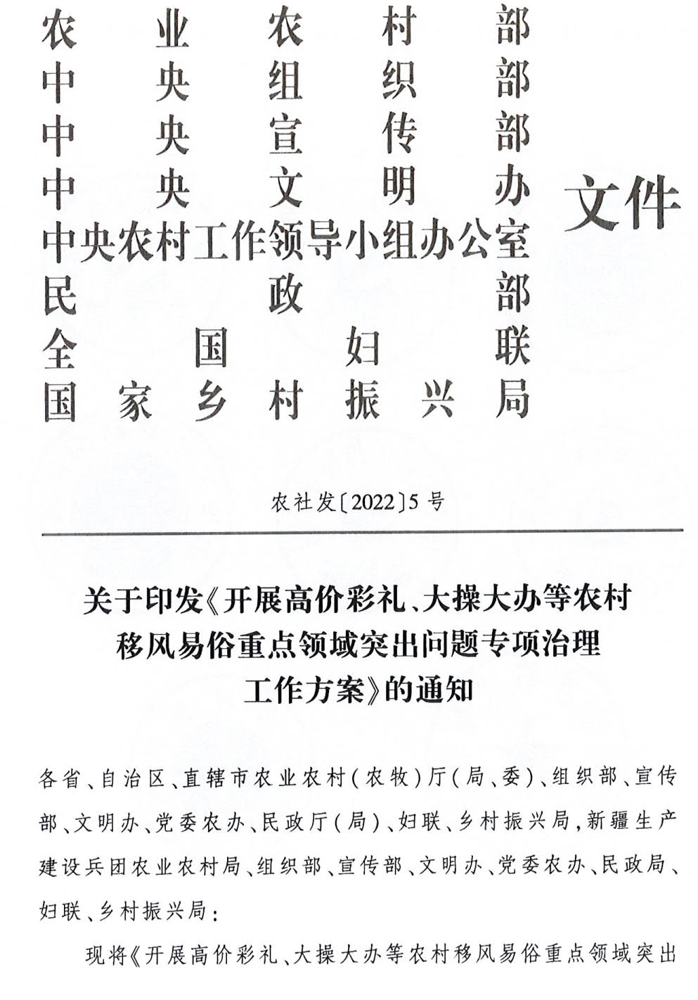 农业农村部
中央组织部
中央宣传部
中央文明办
文件
中央农村工作领导小组办公室
民政部
全国妇联
国家乡村振兴局
农社发〔2022〕5号
关于印发《开展高价彩礼、大操大办等农村
移风易俗重点领域突出问题专项治理
工作方案》的通知
各省、自治区、直辖市农业农村(农牧)厅(局、委)、组织部、宣传
部、文明办、党委农办、民政厅(局)、妇联、乡村振兴局,新疆生产
建设兵团农业农村局、组织部、宣传部、文明办、党委农办、民政局、
妇联、乡村振兴局:
现将《开展高价彩礼、大操大办等农村移风易俗重点领域突出